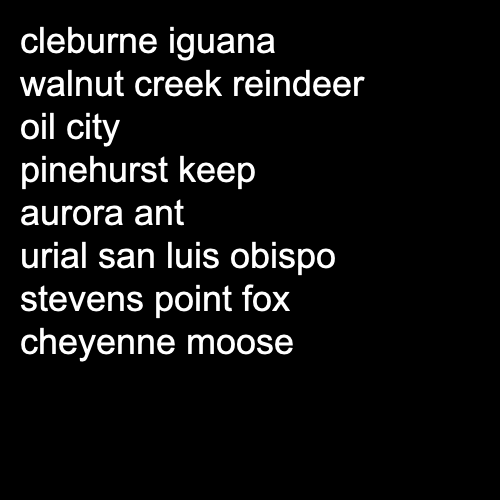 cleburne iguana
walnut creek reindeer
oil city
pinehurst keep
aurora ant
urial san luis obispo
stevens point fox
cheyenne moose